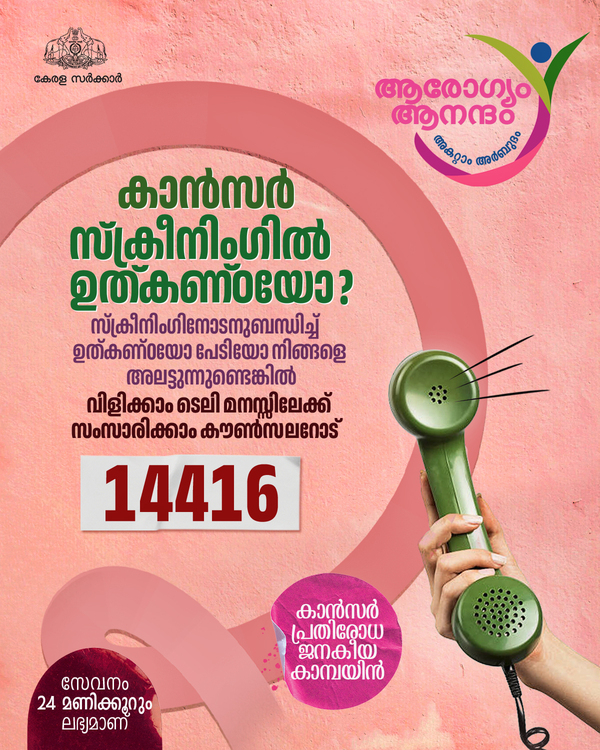 കേരള സർക്കാർ
ആരോഗ്യം
ആനന്ദം
അകറ്റാം അർബുദം
കാൻസർ
സ്ക്രീനിംഗിൽ
ഉത്കണ്ഠയോ?
സ്ക്രീനിംഗിനോടനുബന്ധിച്ച്
ഉത്കണ്ഠയോ പേടിയോ നിങ്ങളെ
അലട്ടുന്നുണ്ടെങ്കിൽ
വിളിക്കാം ടെലി മനസ്സിലേക്ക്
സംസാരിക്കാം കൗൺസലറോട്
14416
കാൻസർ
പ്രതിരോധ
ജനകീയ
കാമ്പയിൻ
സേവനം
24 മണിക്കൂറും
ലഭ്യമാണ്